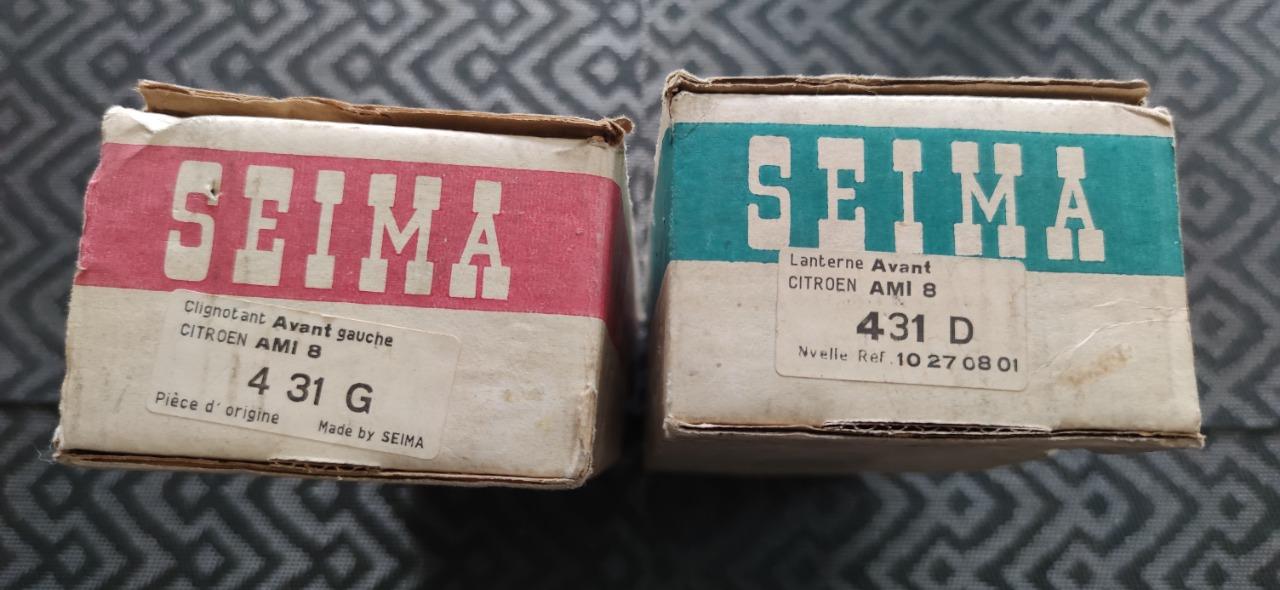 SEIMA
Clignotant Avant gauche
CITROEN AMI 8
4 31 G
Pièce d'origine Made by SEIMA
SEIMA
Lanterne Avant
CITROEN AMI 8
431 D
Nvelle Réf. 10 27 08 01